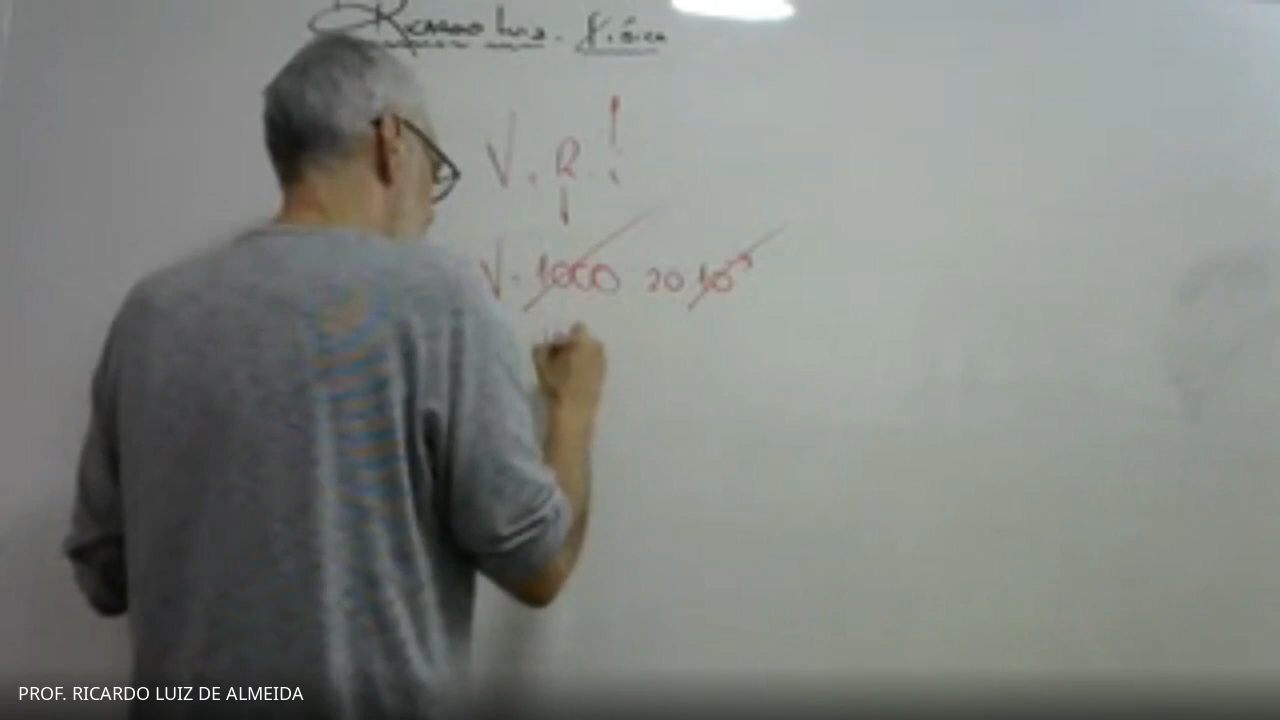 Ricardo Luiz. Física
V. R. i
V. 1000 20 10⁻³
PROF. RICARDO LUIZ DE ALMEIDA